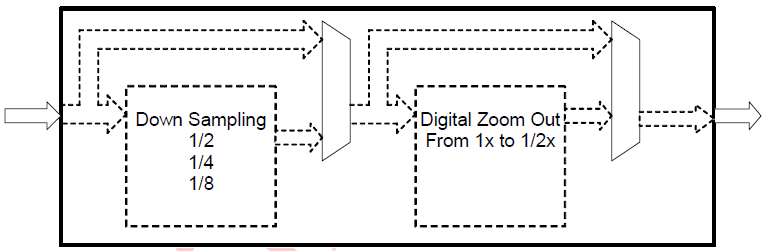 Down Sampling
1/2
1/4
1/8
Digital Zoom Out
From 1x to 1/2x